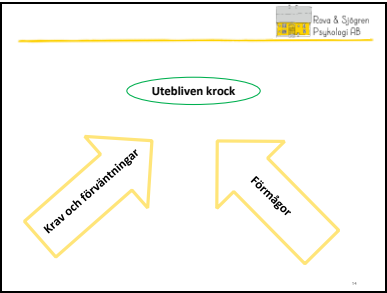 Rova & Sjögren
Psykologi AB
Utebliven krock
Krav och förväntningar
Förmågor